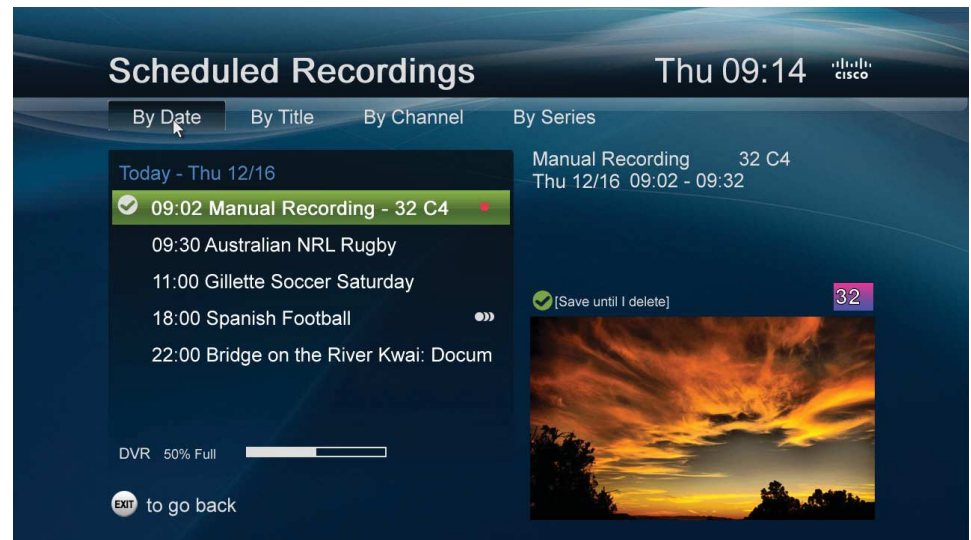 Scheduled Recordings
Thu 09:14
cisco
By Date By Title By Channel By Series
Today - Thu 12/16
09:02 Manual Recording - 32 C4
09:30 Australian NRL Rugby
11:00 Gillette Soccer Saturday
18:00 Spanish Football
22:00 Bridge on the River Kwai: Docum
DVR 50% Full
EXIT to go back
Manual Recording 32 C4
Thu 12/16 09:02 - 09:32
[Save until I delete]
32